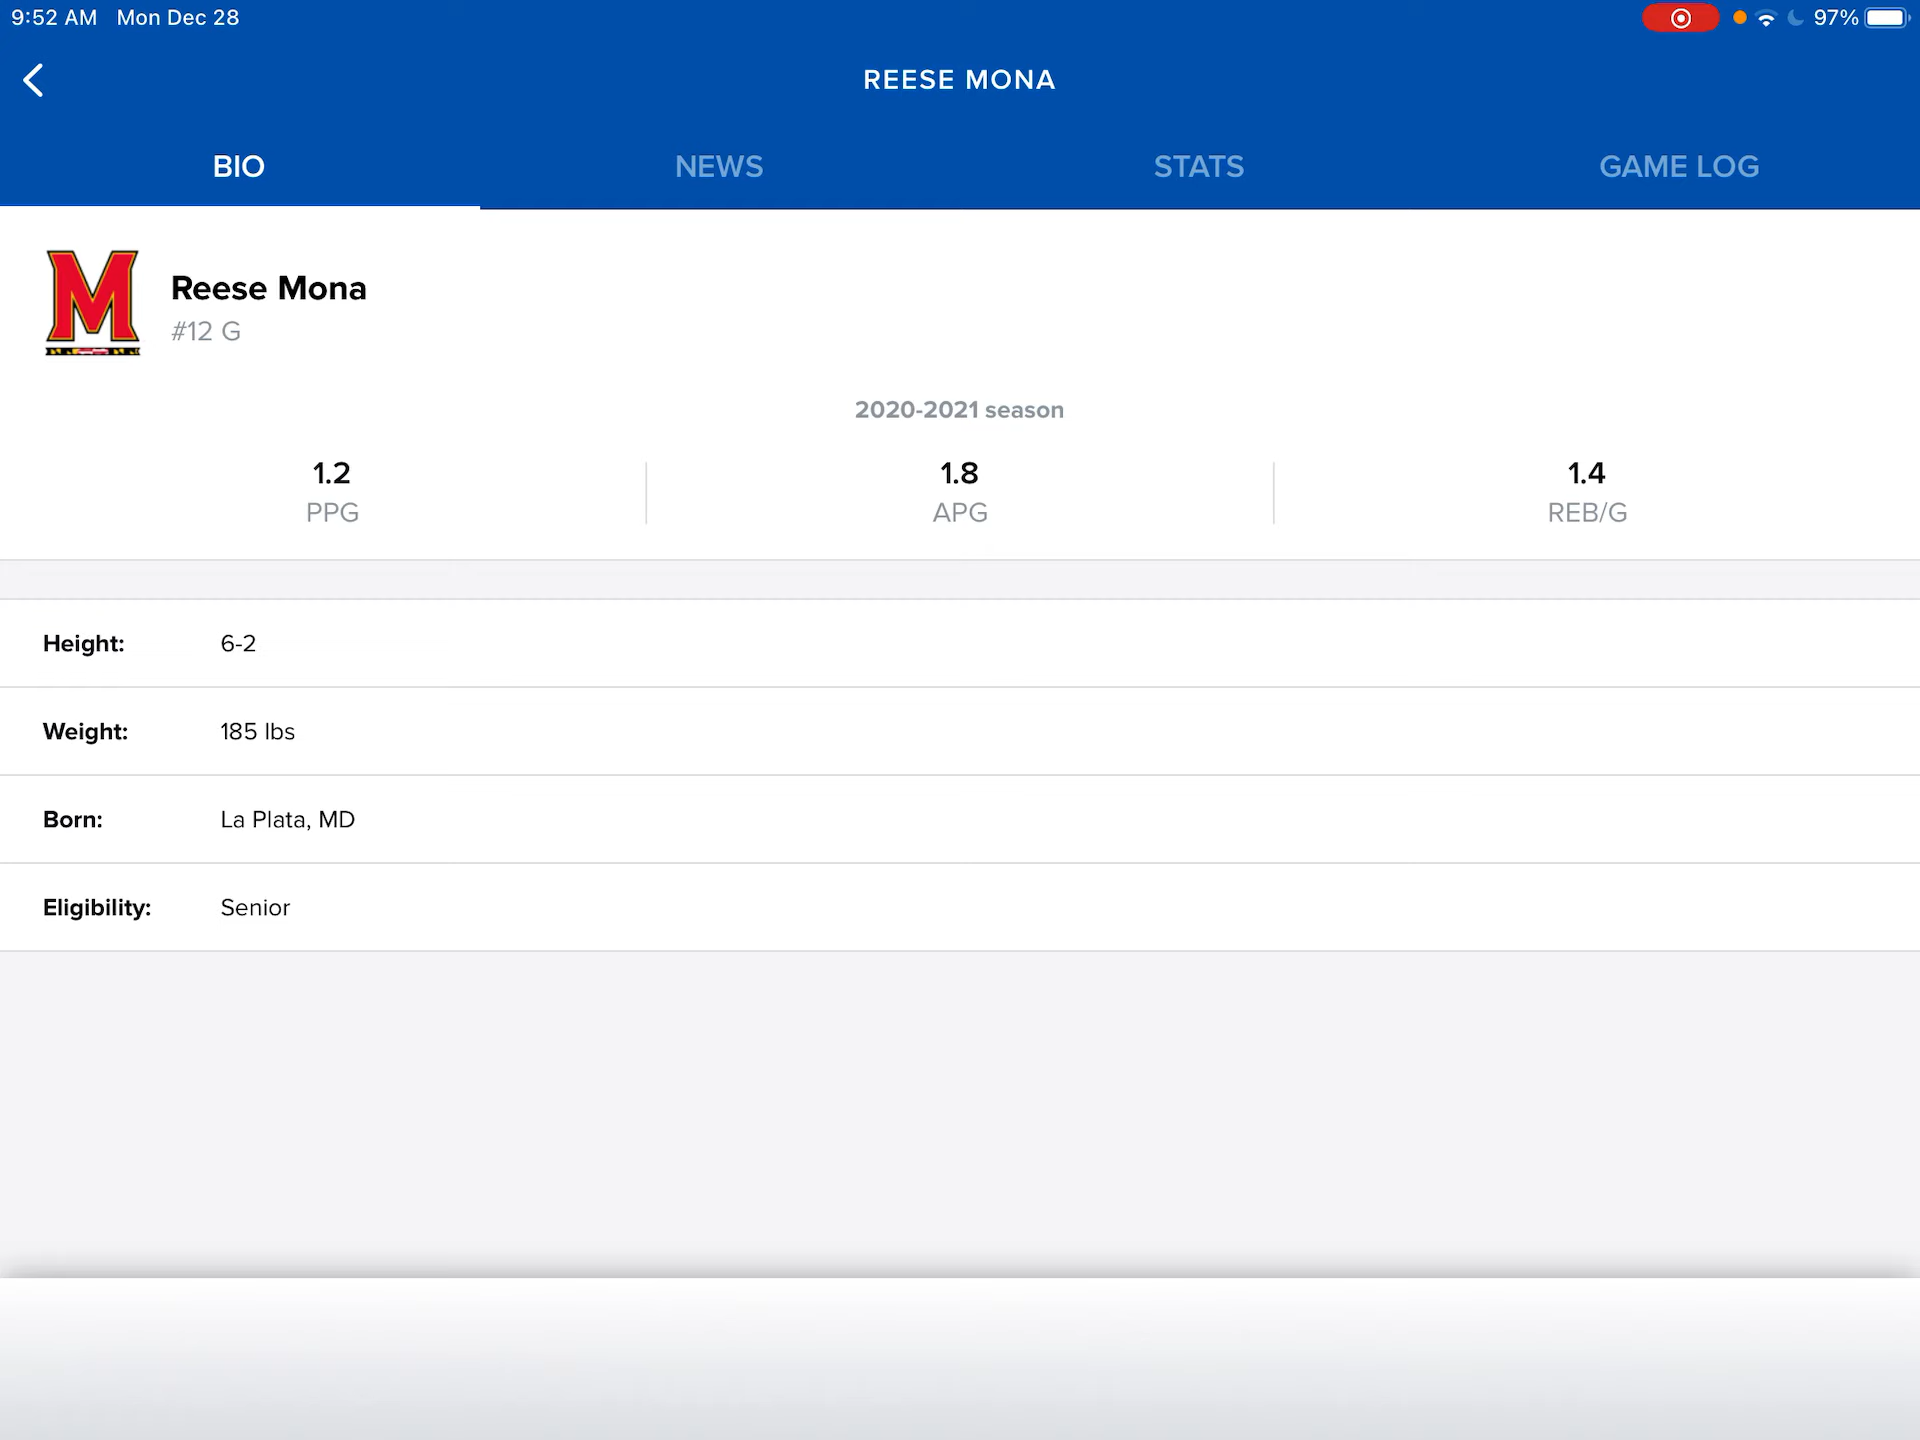 9:52 AM Mon Dec 28 97%
REESE MONA
BIO NEWS STATS GAME LOG
M
Reese Mona
#12 G
2020-2021 season
1.2 1.8 1.4
PPG APG REB/G
Height: 6-2
Weight: 185 lbs
Born: La Plata, MD
Eligibility: Senior